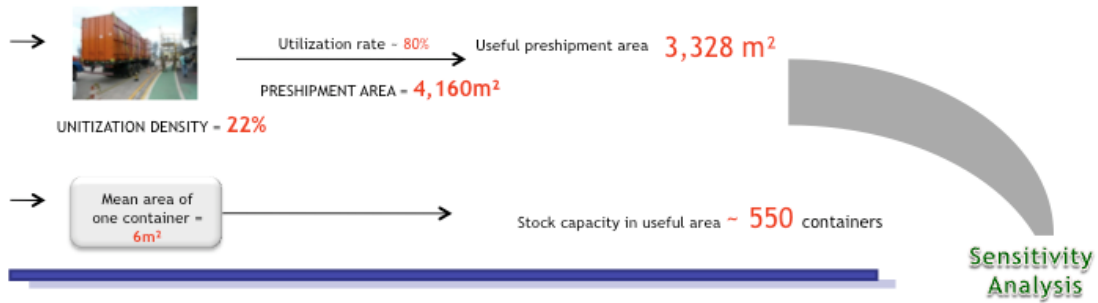 Utilization rate ~ 80%
Useful preshipment area 3,328 m²
PRESHIPMENT AREA = 4,160m²
UNITIZATION DENSITY = 22%
Mean area of
one container =
6m²
Stock capacity in useful area ~ 550 containers
Sensitivity
Analysis